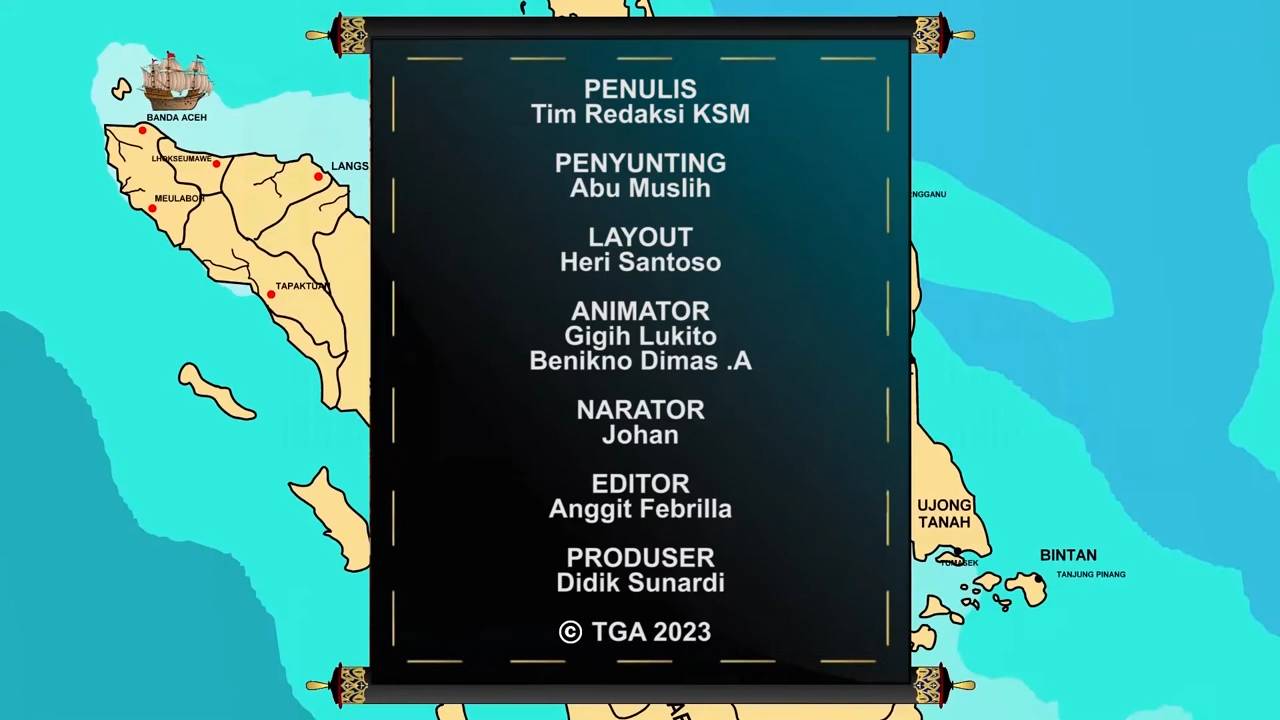 PENULIS
Tim Redaksi KSM
PENYUNTING
Abu Muslih
LAYOUT
Heri Santoso
ANIMATOR
Gigih Lukito
Benikno Dimas .A
NARATOR
Johan
EDITOR
Anggit Febrilla
PRODUSER
Didik Sunardi
© TGA 2023
BANDA ACEH
LHOKSEUMAWE
LANGS
MEULABOH
TAPAKTUAN
NGGANU
UJONG
TANAH
TUMASEK
BINTAN
TANJUNG PINANG